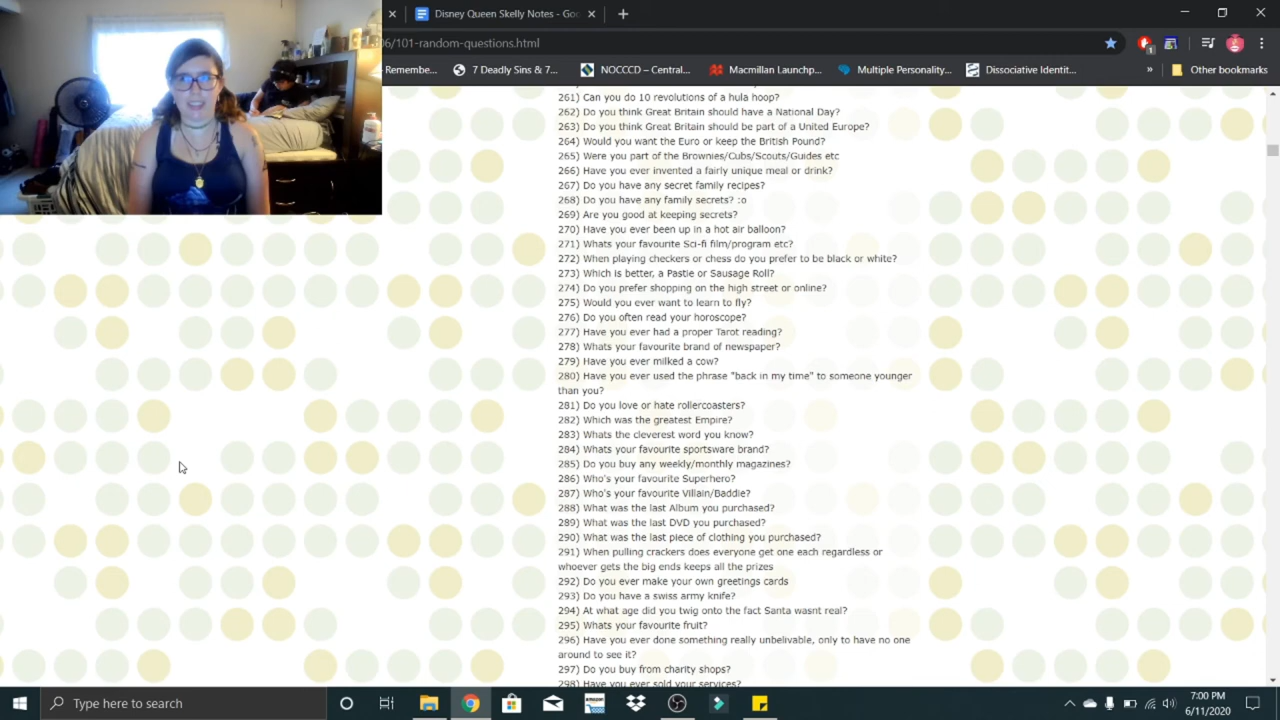 Disney Queen Skelly Notes - Goo
06/101-random-questions.html
Remembe...
7 Deadly Sins & 7...
NOCCCD – Central...
Macmillan Launchp...
Multiple Personality...
Dissociative Identit...
»
Other bookmarks
261) Can you do 10 revolutions of a hula hoop?
262) Do you think Great Britain should have a National Day?
263) Do you think Great Britain should be part of a United Europe?
264) Would you want the Euro or keep the British Pound?
265) Were you part of the Brownies/Cubs/Scouts/Guides etc
266) Have you ever invented a fairly unique meal or drink?
267) Do you have any secret family recipes?
268) Do you have any family secrets? :o
269) Are you good at keeping secrets?
270) Have you ever been up in a hot air balloon?
271) Whats your favourite Sci-fi film/program etc?
272) When playing checkers or chess do you prefer to be black or white?
273) Which is better, a Pastie or Sausage Roll?
274) Do you prefer shopping on the high street or online?
275) Would you ever want to learn to fly?
276) Do you often read your horoscope?
277) Have you ever had a proper Tarot reading?
278) Whats your favourite brand of newspaper?
279) Have you ever milked a cow?
280) Have you ever used the phrase "back in my time" to someone younger
than you?
281) Do you love or hate rollercoasters?
282) Which was the greatest Empire?
283) Whats the cleverest word you know?
284) Whats your favourite sportsware brand?
285) Do you buy any weekly/monthly magazines?
286) Who's your favourite Superhero?
287) Who's your favourite Villain/Baddie?
288) What was the last Album you purchased?
289) What was the last DVD you purchased?
290) What was the last piece of clothing you purchased?
291) When pulling crackers does everyone get one each regardless or
whoever gets the big ends keeps all the prizes
292) Do you ever make your own greetings cards
293) Do you have a swiss army knife?
294) At what age did you twig onto the fact Santa wasnt real?
295) Whats your favourite fruit?
296) Have you ever done something really unbelivable, only to have no one
around to see it?
297) Do you buy from charity shops?
298) Have you ever sold your services?
Type here to search
7:00 PM
6/11/2020